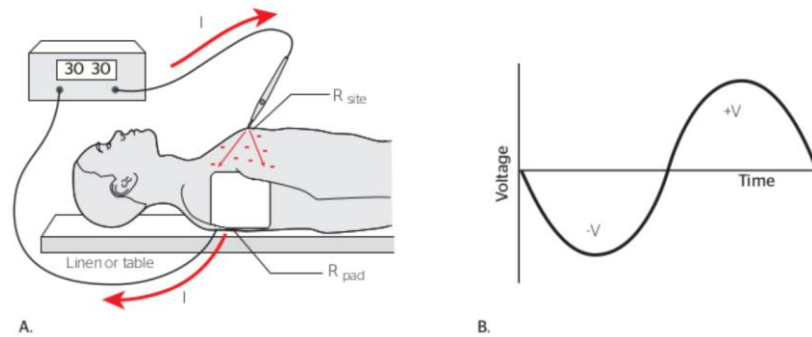 I
30 30
R site
Linen or table
R pad
I
A.
Voltage
+V
Time
-V
B.